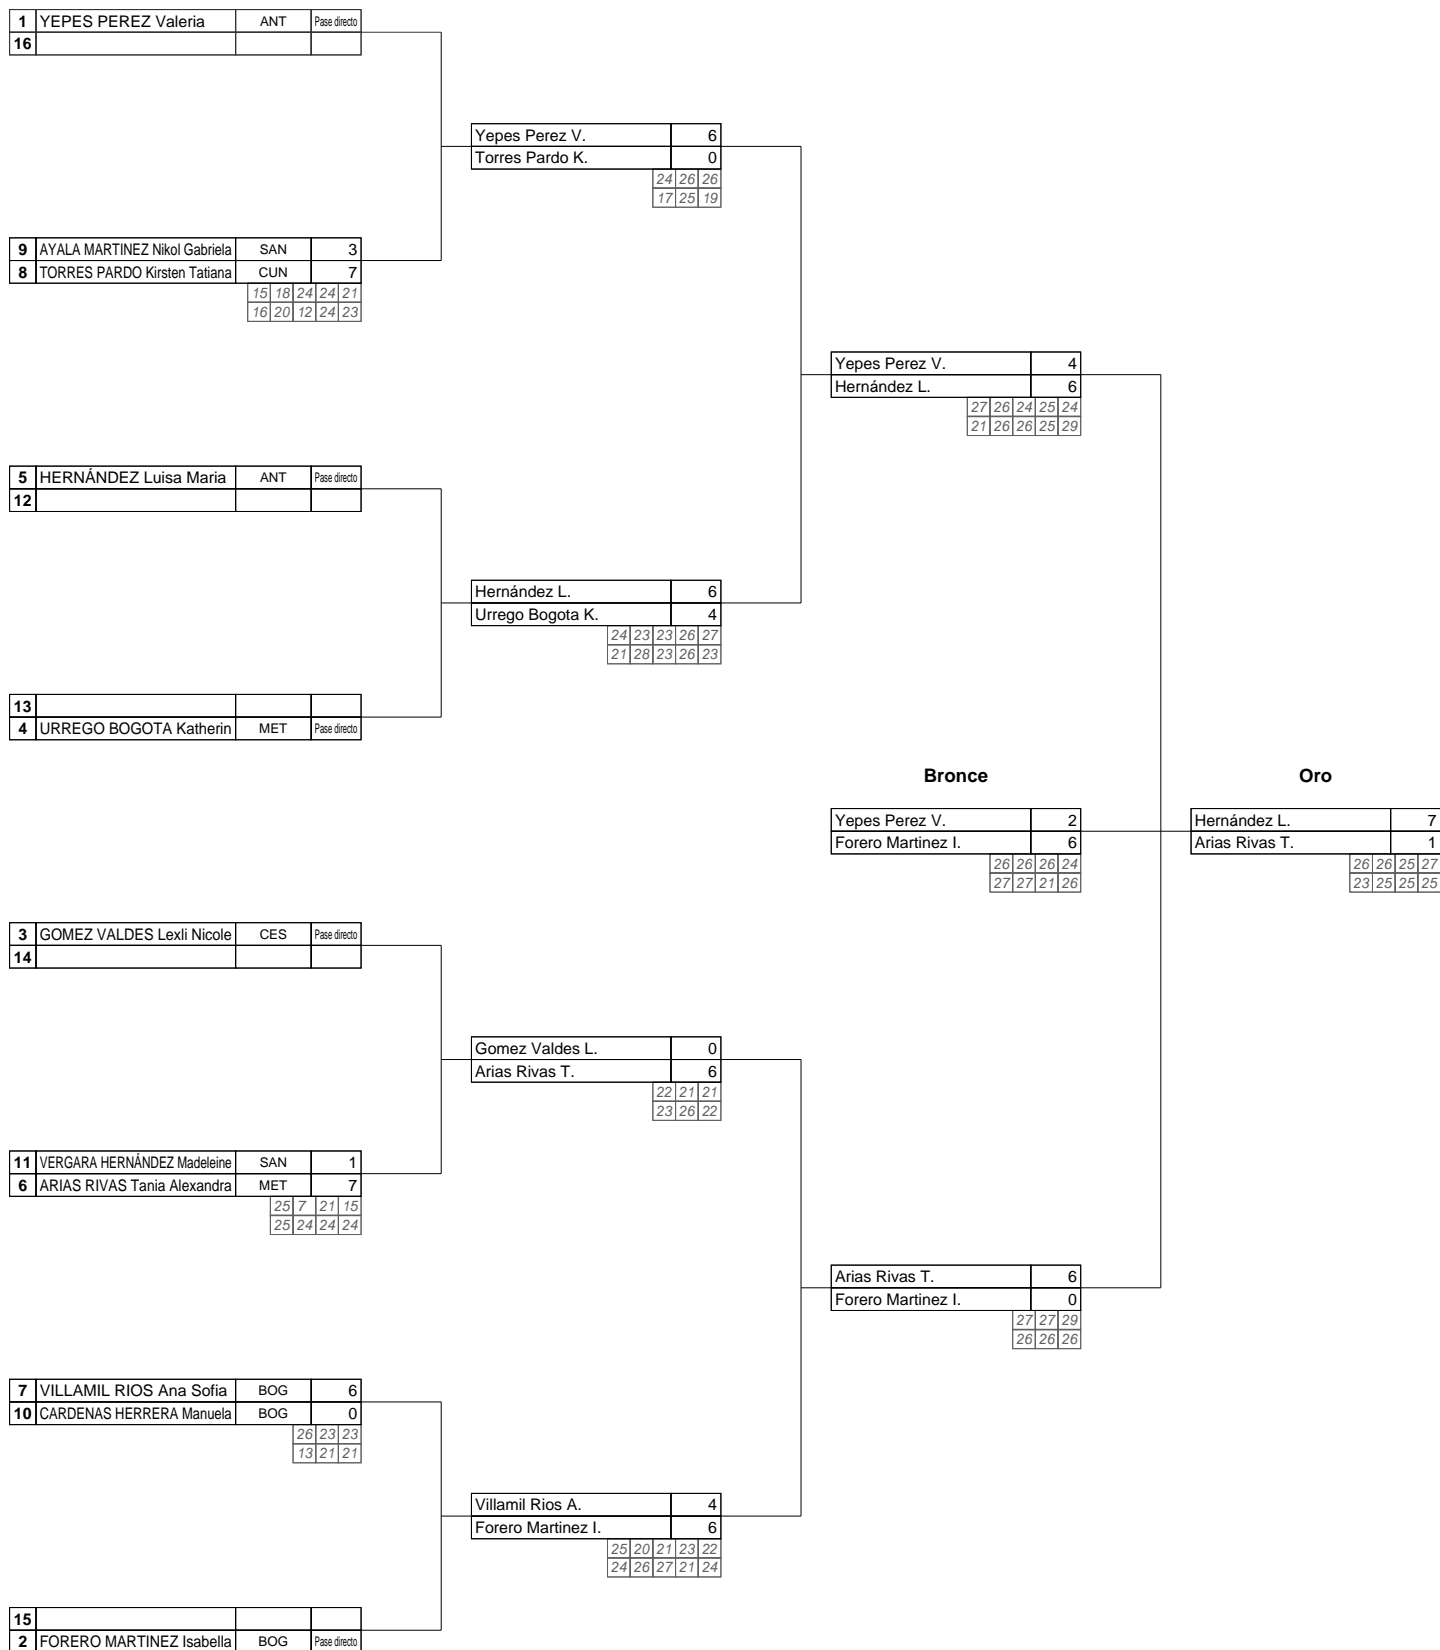 1 YEPES PEREZ Valeria ANT Pase directo
16
Yepes Perez V. 6
Torres Pardo K. 0
24 26 26
17 25 19
9 AYALA MARTINEZ Nikol Gabriela SAN 3
8 TORRES PARDO Kirsten Tatiana CUN 7
15 18 24 24 21
16 20 12 24 23
Yepes Perez V. 4
Hernández L. 6
27 26 24 25 24
21 26 26 25 29
5 HERNÁNDEZ Luisa Maria ANT Pase directo
12
Hernández L. 6
Urrego Bogota K. 4
24 23 23 26 27
21 28 23 26 23
13
4 URREGO BOGOTA Katherin MET Pase directo
Bronce
Yepes Perez V. 2
Forero Martinez I. 6
26 26 26 24
27 27 21 26
Oro
Hernández L. 7
Arias Rivas T. 1
26 26 25 27
23 25 25 25
3 GOMEZ VALDES Lexli Nicole CES Pase directo
14
Gomez Valdes L. 0
Arias Rivas T. 6
22 21 21
23 26 22
11 VERGARA HERNÁNDEZ Madeleine SAN 1
6 ARIAS RIVAS Tania Alexandra MET 7
25 7 21 15
25 24 24 24
Arias Rivas T. 6
Forero Martinez I. 0
27 27 29
26 26 26
7 VILLAMIL RIOS Ana Sofia BOG 6
10 CARDENAS HERRERA Manuela BOG 0
26 23 23
13 21 21
Villamil Rios A. 4
Forero Martinez I. 6
25 20 21 23 22
24 26 27 21 24
15
2 FORERO MARTINEZ Isabella BOG Pase directo